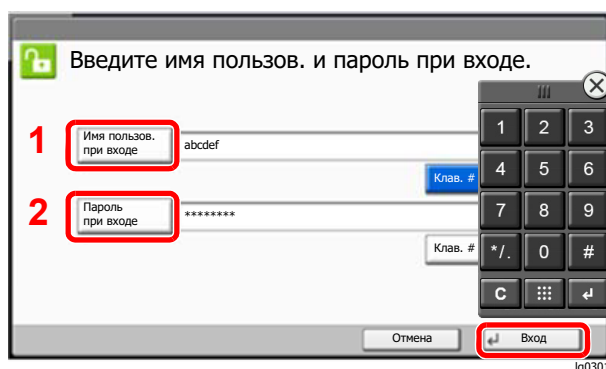 Введите имя пользов. и пароль при входе.
1
Имя пользов.
при входе
abcdef
Клав. #
2
Пароль
при входе
********
Клав. #
1 2 3
4 5 6
7 8 9
*/. 0 #
C
Отмена
Вход